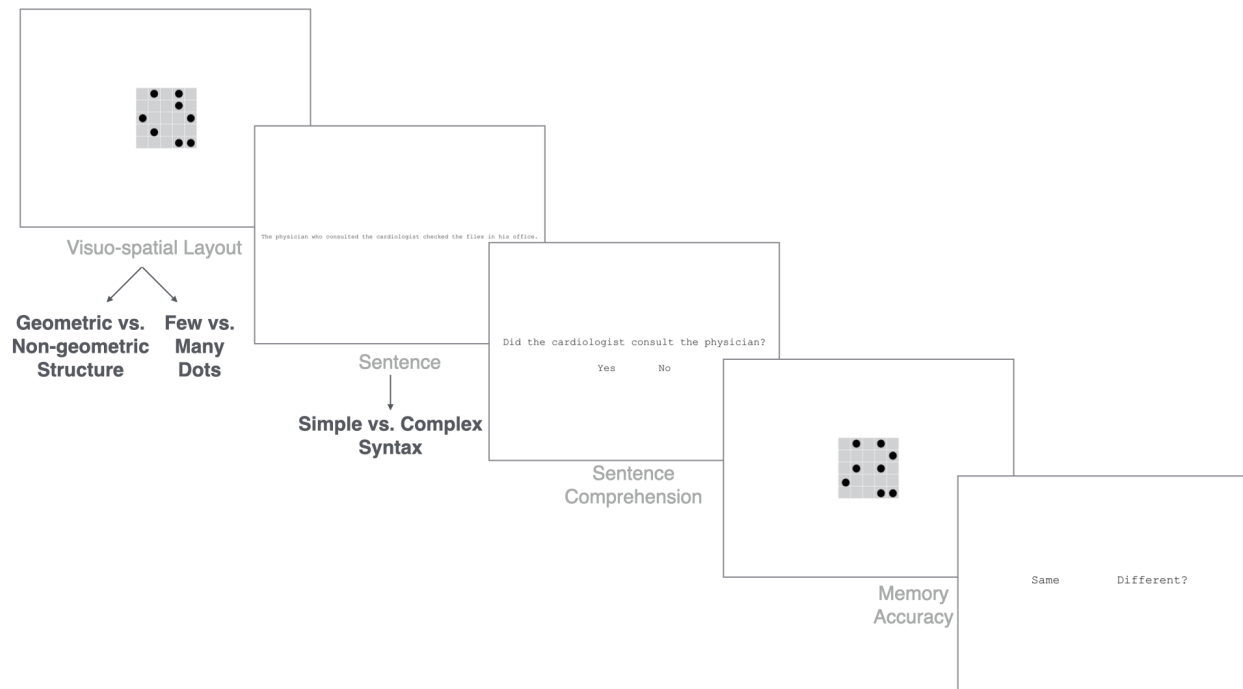 Visuo-spatial Layout
Geometric vs.
Non-geometric
Structure
Few vs.
Many
Dots
The physician who consulted the cardiologist checked the files in his office.
Sentence
Simple vs. Complex
Syntax
Did the cardiologist consult the physician?
Yes No
Sentence
Comprehension
Memory
Accuracy
Same Different?